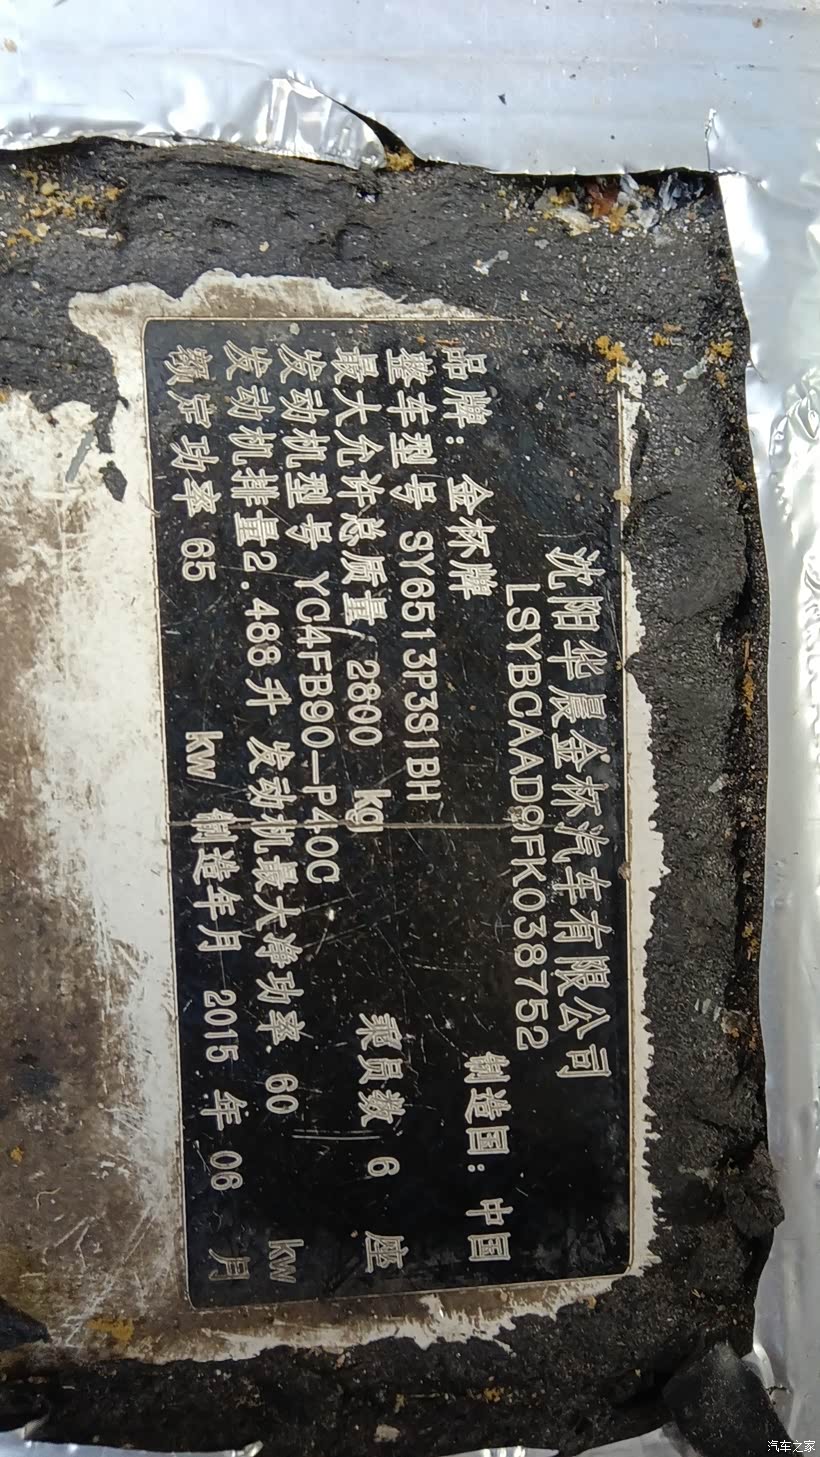 沈阳华晨金杯汽车有限公司
LSYBCAAD9FK038752
品牌：金杯牌 制造国：中国
整车型号 SY6513P3S1BH
最大允许总质量 2800 kg 乘员数 6 座
发动机型号 YC4FB90-P40C
发动机排量2.488升 发动机最大净功率 60 kw
额定功率 65 kw 制造年月 2015 年 06 月
汽车之家